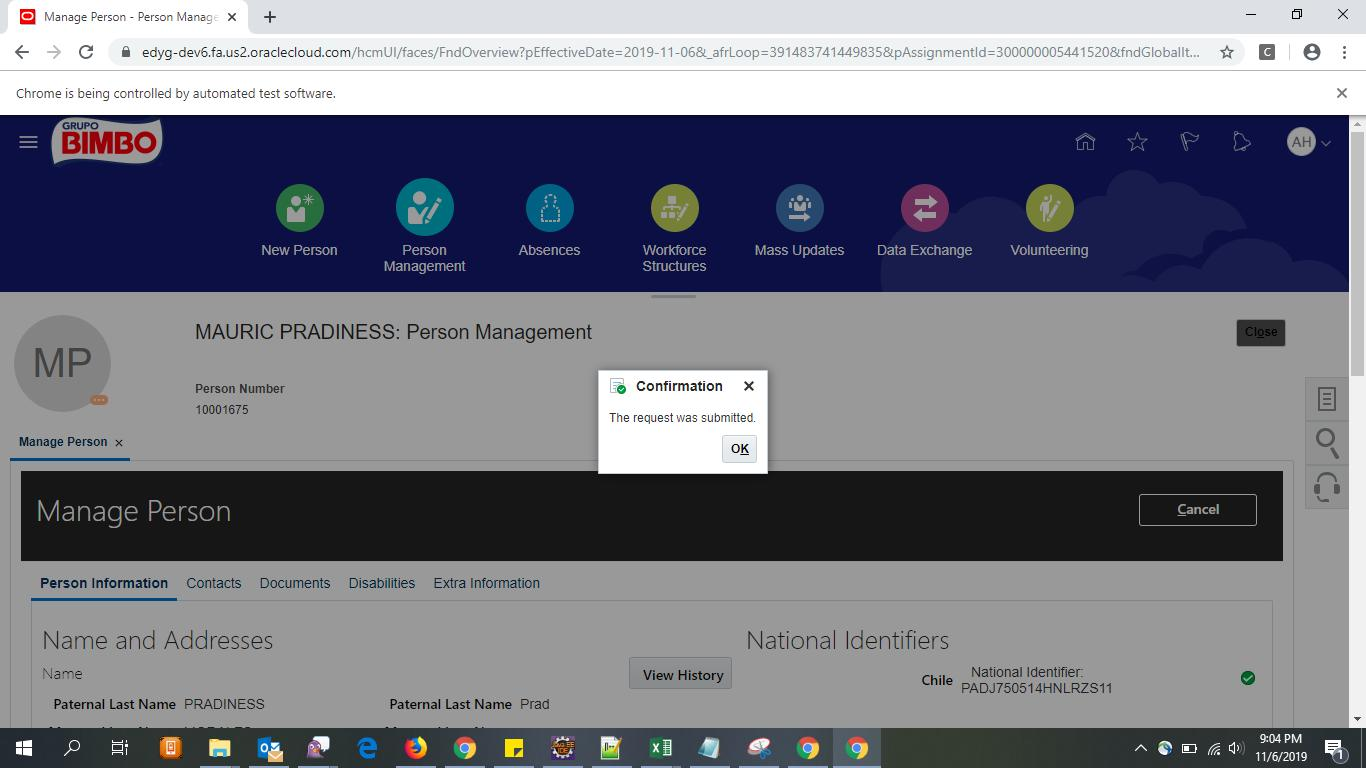 Manage Person - Person Manage
edyg-dev6.fa.us2.oraclecloud.com/hcmUI/faces/FndOverview?pEffectiveDate=2019-11-06&_afrLoop=391483741449835&pAssignmentId=300000005441520&fndGlobalIt...
C
Chrome is being controlled by automated test software.
GRUPO
BIMBO
AH
New Person
Person
Management
Absences
Workforce
Structures
Mass Updates
Data Exchange
Volunteering
MP
MAURIC PRADINESS: Person Management
Close
Person Number
10001675
Confirmation
The request was submitted.
OK
Manage Person
Manage Person
Cancel
Person Information Contacts Documents Disabilities Extra Information
Name and Addresses
National Identifiers
Name
View History
Chile
National Identifier:
PADJ750514HNLRZS11
Paternal Last Name PRADINESS
Paternal Last Name Prad
9:04 PM
11/6/2019
1